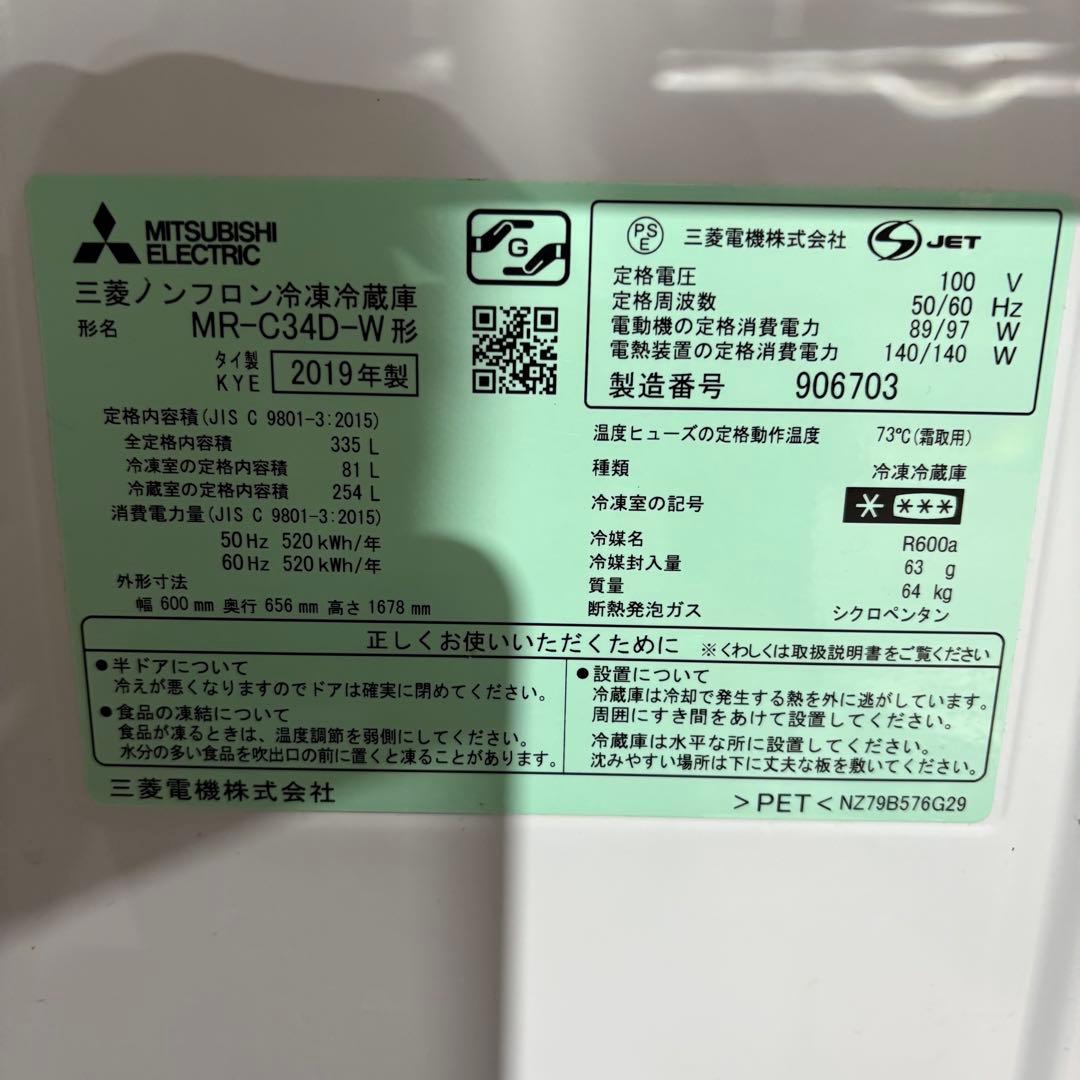 MITSUBISHI
ELECTRIC
三菱ノンフロン冷凍冷蔵庫
形名 MR-C34D-W形
タイ製
KYE 2019年製
G
定格内容積(JIS C 9801-3:2015)
全定格内容積 335 L
冷凍室の定格内容積 81 L
冷蔵室の定格内容積 254 L
消費電力量(JIS C 9801-3:2015)
50Hz 520kWh/年
60Hz 520kWh/年
外形寸法
幅 600mm 奥行 656mm 高さ 1678mm
PSE 三菱電機株式会社 JET
定格電圧 100 V
定格周波数 50/60 Hz
電動機の定格消費電力 89/97 W
電熱装置の定格消費電力 140/140 W
製造番号 906703
温度ヒューズの定格動作温度 73℃(霜取用)
種類 冷凍冷蔵庫
冷凍室の記号 * ***
冷媒名 R600a
冷媒封入量 63 g
質量 64 kg
断熱発泡ガス シクロペンタン
正しくお使いいただくために ※くわしくは取扱説明書をご覧ください
●半ドアについて
冷えが悪くなりますのでドアは確実に閉めてください。
●食品の凍結について
食品が凍るときは、温度調節を弱側にしてください。
水分の多い食品を吹出口の前に置くと凍ることがあります。
●設置について
冷蔵庫は冷却で発生する熱を外に逃がしています。
周囲にすき間をあけて設置してください。
冷蔵庫は水平な所に設置してください。
沈みやすい場所は下に丈夫な板を敷いてください。
三菱電機株式会社
>PET< NZ79B576G29